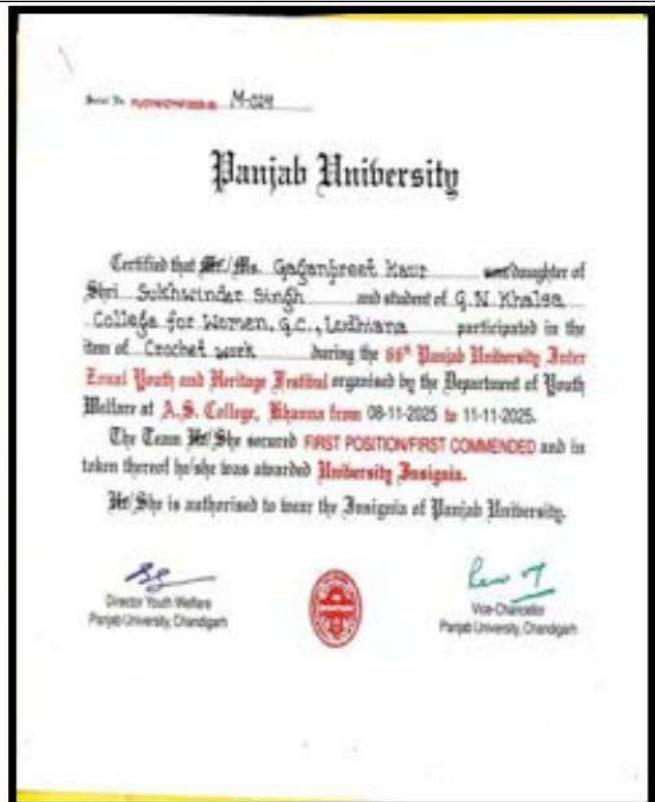 Serial No. M-024
Panjab University
Certified that Mr./Ms. Gaganpreet Kaur son/daughter of
Shri Sukhwinder Singh and student of G.N Khalsa
College for Women, G.C., Ludhiana participated in the
item of Crochet work during the 66th Panjab University Inter
Zonal Youth and Heritage Festival organised by the Department of Youth
Welfare at A.S. College, Khanna from 08-11-2025 to 11-11-2025.
The Team He/She secured FIRST POSITION/FIRST COMMENDED and in
token thereof he/she was awarded University Insignia.
He/She is authorised to wear the Insignia of Panjab University.
Director Youth Welfare
Panjab University, Chandigarh
Vice-Chancellor
Panjab University, Chandigarh